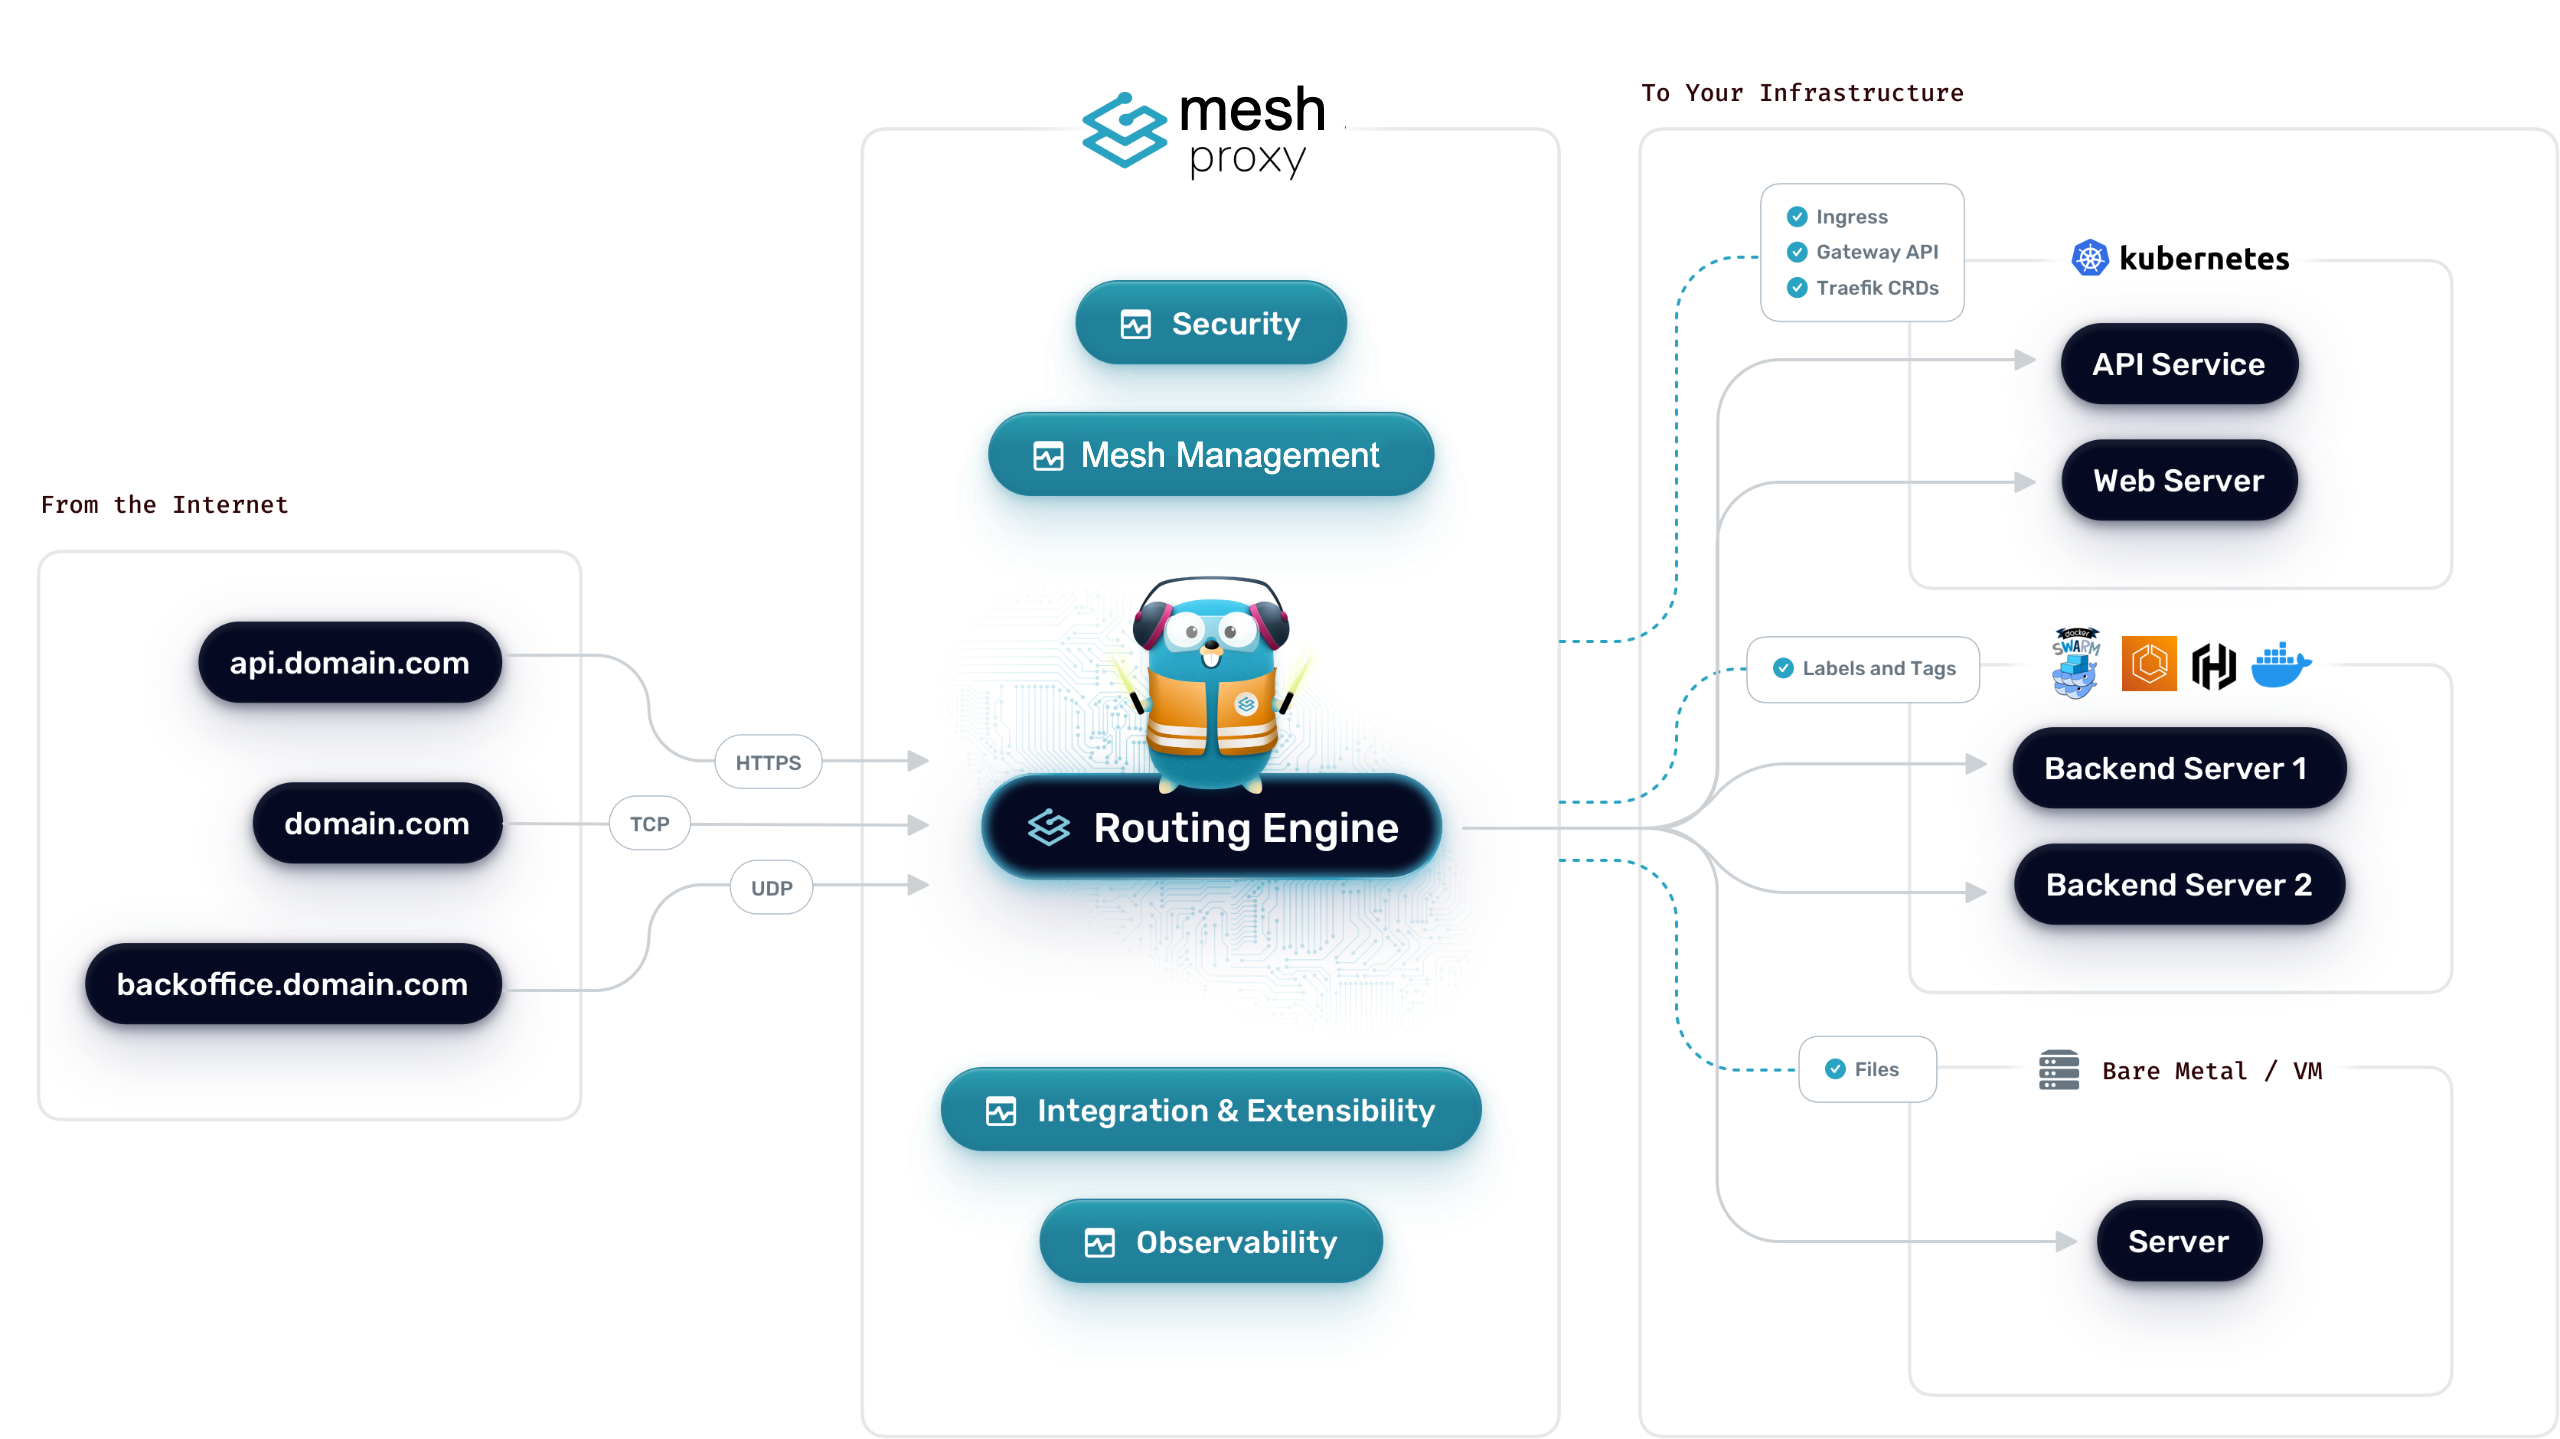 From the Internet
api.domain.com
domain.com
backoffice.domain.com
HTTPS
TCP
UDP
mesh
proxy
Security
Mesh Management
Routing Engine
Integration & Extensibility
Observability
To Your Infrastructure
Ingress
Gateway API
Traefik CRDs
kubernetes
API Service
Web Server
Labels and Tags
docker
SWARM
Backend Server 1
Backend Server 2
Files
Bare Metal / VM
Server